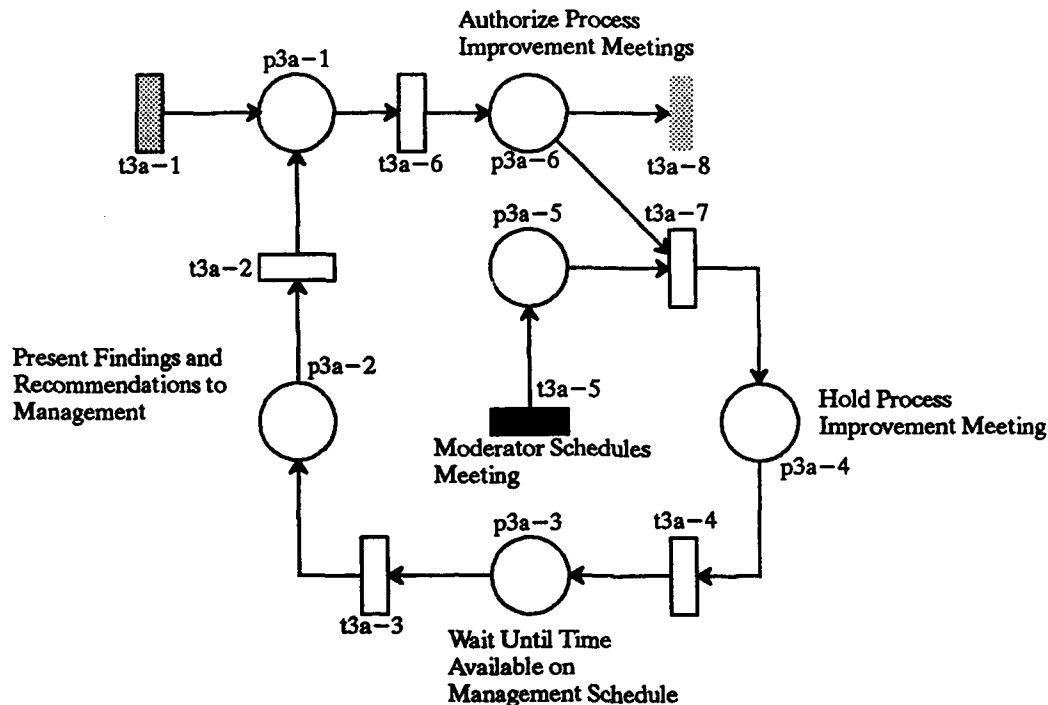 Authorize Process
Improvement Meetings
p3a−1
t3a−1
t3a−6
p3a−6
t3a−8
p3a−5
t3a−7
t3a−2
Present Findings and
Recommendations to
Management
p3a−2
t3a−5
Moderator Schedules
Meeting
Hold Process
Improvement Meeting
p3a−4
p3a−3
t3a−4
t3a−3
Wait Until Time
Available on
Management Schedule